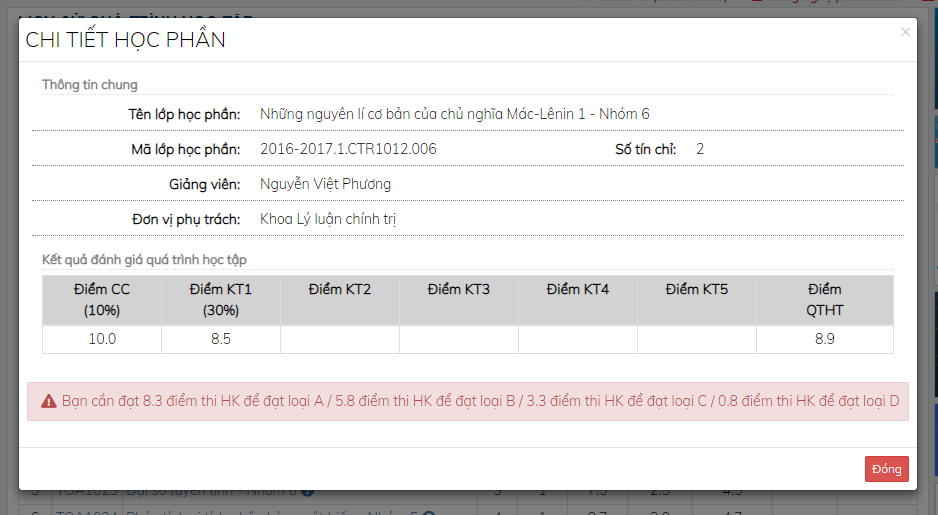 CHI TIẾT HỌC PHẦN
×
Thông tin chung
Tên lớp học phần: Những nguyên lí cơ bản của chủ nghĩa Mác-Lênin 1 - Nhóm 6
Mã lớp học phần: 2016-2017.1.CTR1012.006 Số tín chỉ: 2
Giảng viên: Nguyễn Việt Phương
Đơn vị phụ trách: Khoa Lý luận chính trị
Kết quả đánh giá quá trình học tập
Điểm CC Điểm KT1 Điểm KT2 Điểm KT3 Điểm KT4 Điểm KT5 Điểm
(10%) (30%) QTHT
10.0 8.5 8.9
Bạn cần đạt 8.3 điểm thi HK để đạt loại A / 5.8 điểm thi HK để đạt loại B / 3.3 điểm thi HK để đạt loại C / 0.8 điểm thi HK để đạt loại D
Đóng